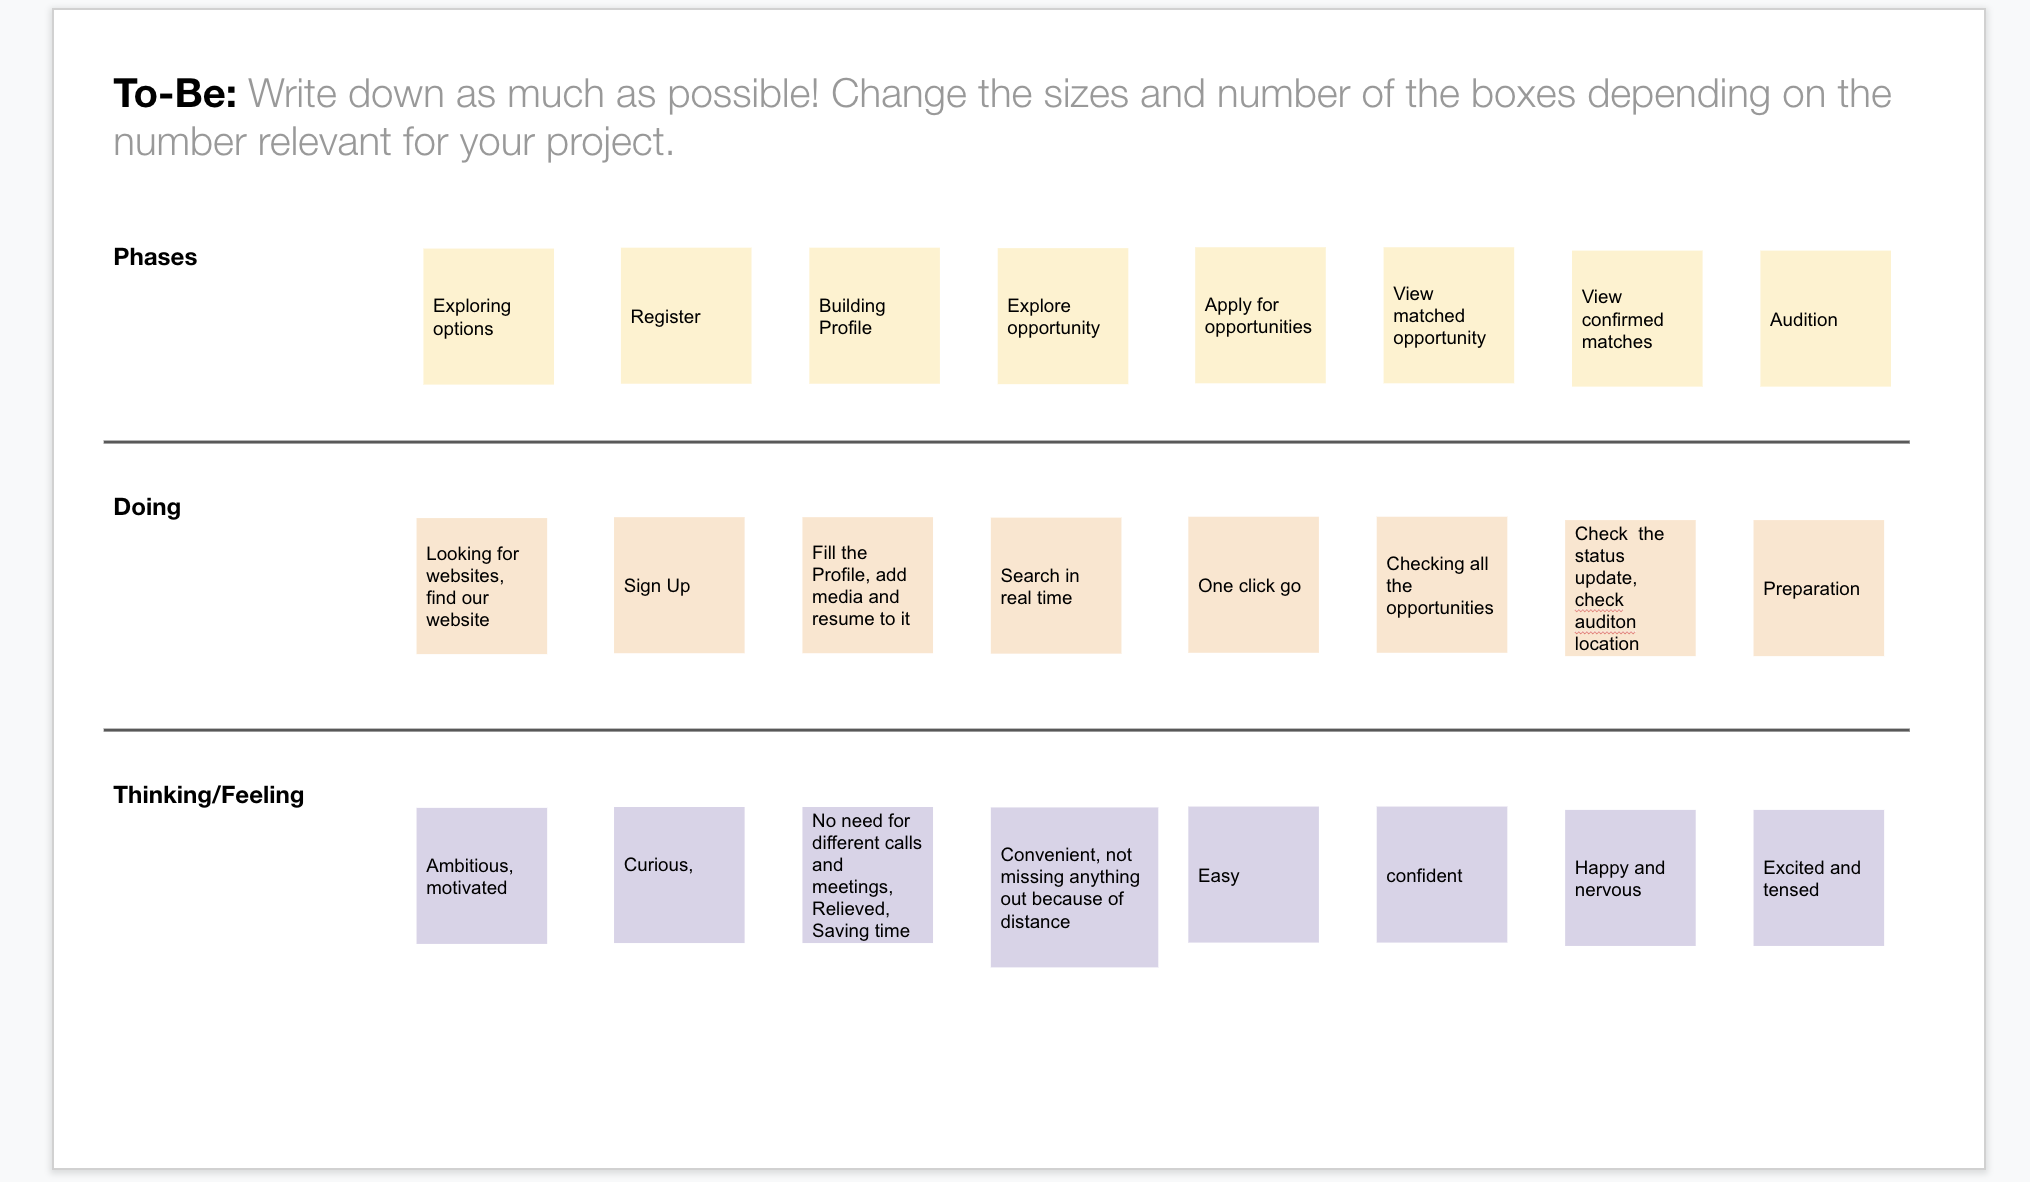 To-Be: Write down as much as possible! Change the sizes and number of the boxes depending on the
number relevant for your project.
Phases
Exploring
options
Register
Building
Profile
Explore
opportunity
Apply for
opportunities
View
matched
opportunity
View
confirmed
matches
Audition
Doing
Looking for
websites,
find our
website
Sign Up
Fill the
Profile, add
media and
resume to it
Search in
real time
One click go
Checking all
the
opportunities
Check  the
status
update,
check
auditon
location
Preparation
Thinking/Feeling
Ambitious,
motivated
Curious,
No need for
different calls
and
meetings,
Relieved,
Saving time
Convenient, not
missing anything
out because of
distance
Easy
confident
Happy and
nervous
Excited and
tensed